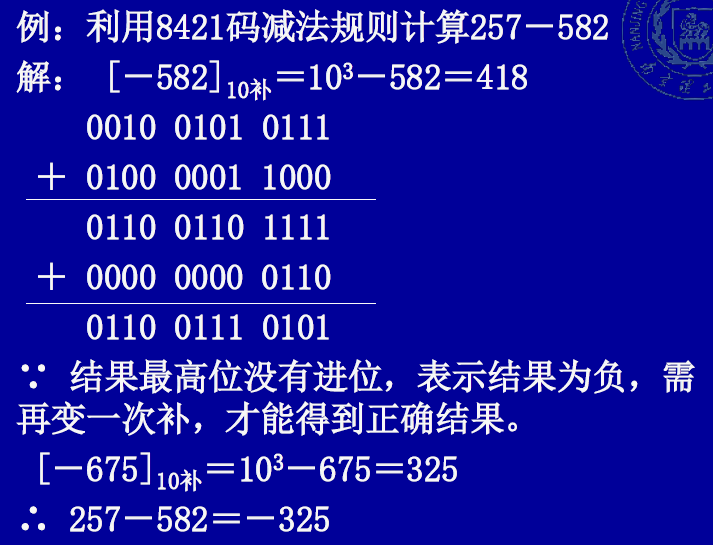 例：利用8421码减法规则计算257－582
解： [－582]10补＝10³－582＝418
0010 0101 0111
＋ 0100 0001 1000
0110 0110 1111
＋ 0000 0000 0110
0110 0111 0101
∵ 结果最高位没有进位，表示结果为负，需
再变一次补，才能得到正确结果。
[－675]10补＝10³－675＝325
∴ 257－582＝－325